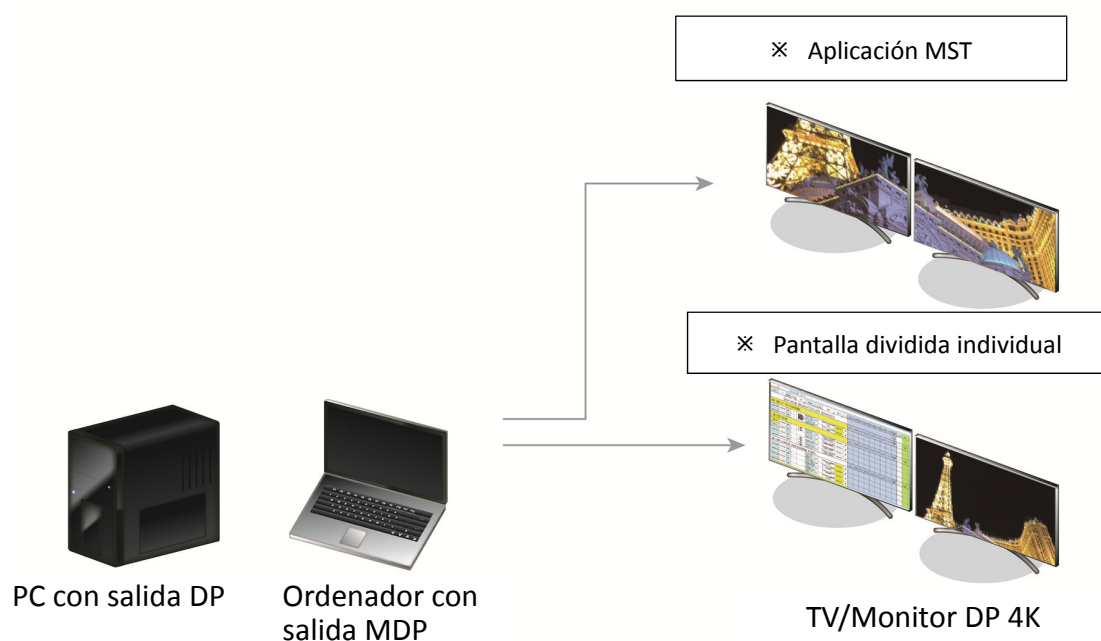 ※ Aplicación MST
※ Pantalla dividida individual
PC con salida DP
Ordenador con
salida MDP
TV/Monitor DP 4K